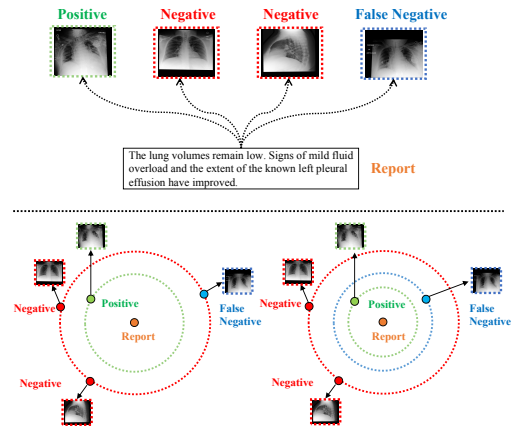 Positive Negative Negative False Negative
The lung volumes remain low. Signs of mild fluid
overload and the extent of the known left pleural
effusion have improved.
Report
Negative
Positive
Report
False
Negative
Negative
Negative
Positive
Report
False
Negative
Negative